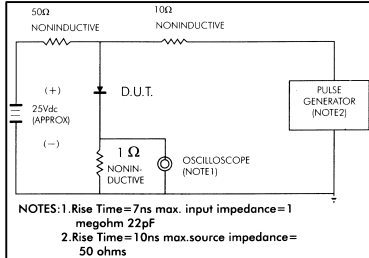 50Ω
NONINDUCTIVE
10Ω
NONINDUCTIVE
(+)
25Vdc
(APPROX)
(−)
D.U.T.
PULSE
GENERATOR
(NOTE2)
1Ω
NONIN-
DUCTIVE
OSCILLOSCOPE
(NOTE1)
NOTES:1.Rise Time=7ns max. input impedance=1
megohm 22pF
2.Rise Time=10ns max.source impedance=
50 ohms